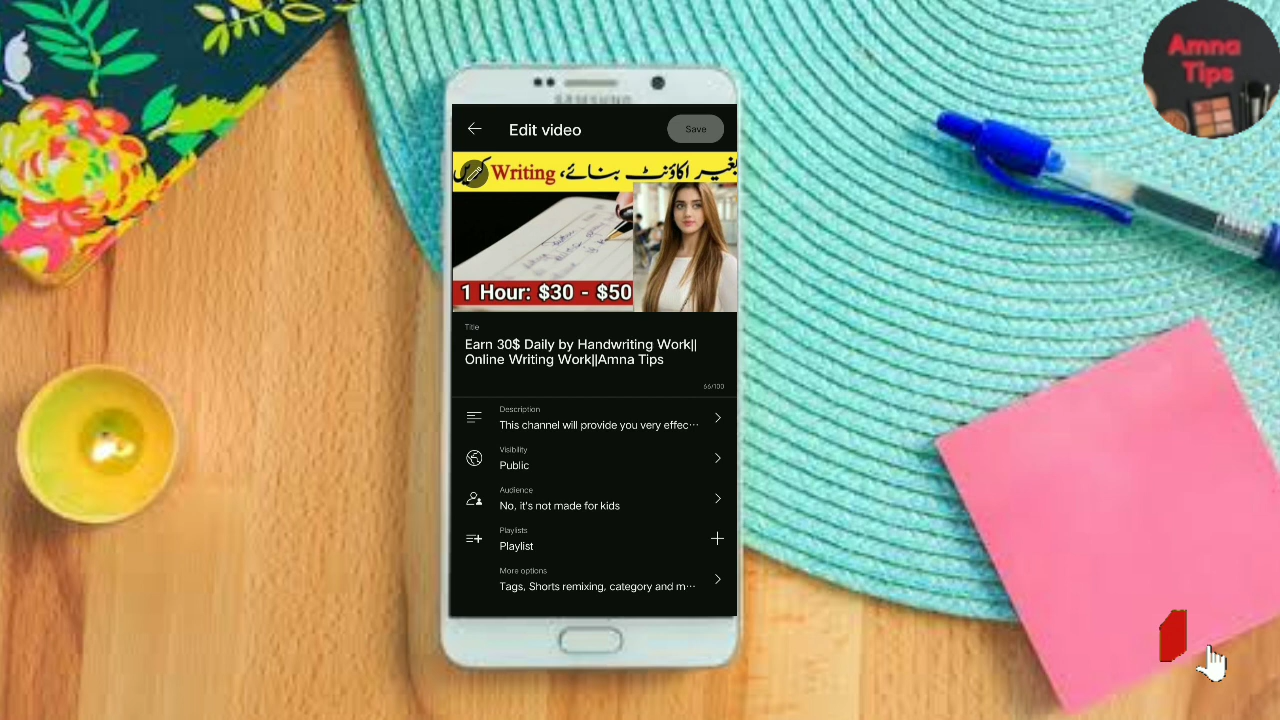 Amna
Tips
SAMSUNG
Edit video
Save
بغیر اکاؤنٹ بنائے، Writing کریں
1 Hour: $30 - $50
Title
Earn 30$ Daily by Handwriting Work||
Online Writing Work||Amna Tips
66/100
Description
This channel will provide you very effec···
Visibility
Public
Audience
No, it's not made for kids
Playlists
Playlist
More options
Tags, Shorts remixing, category and m···